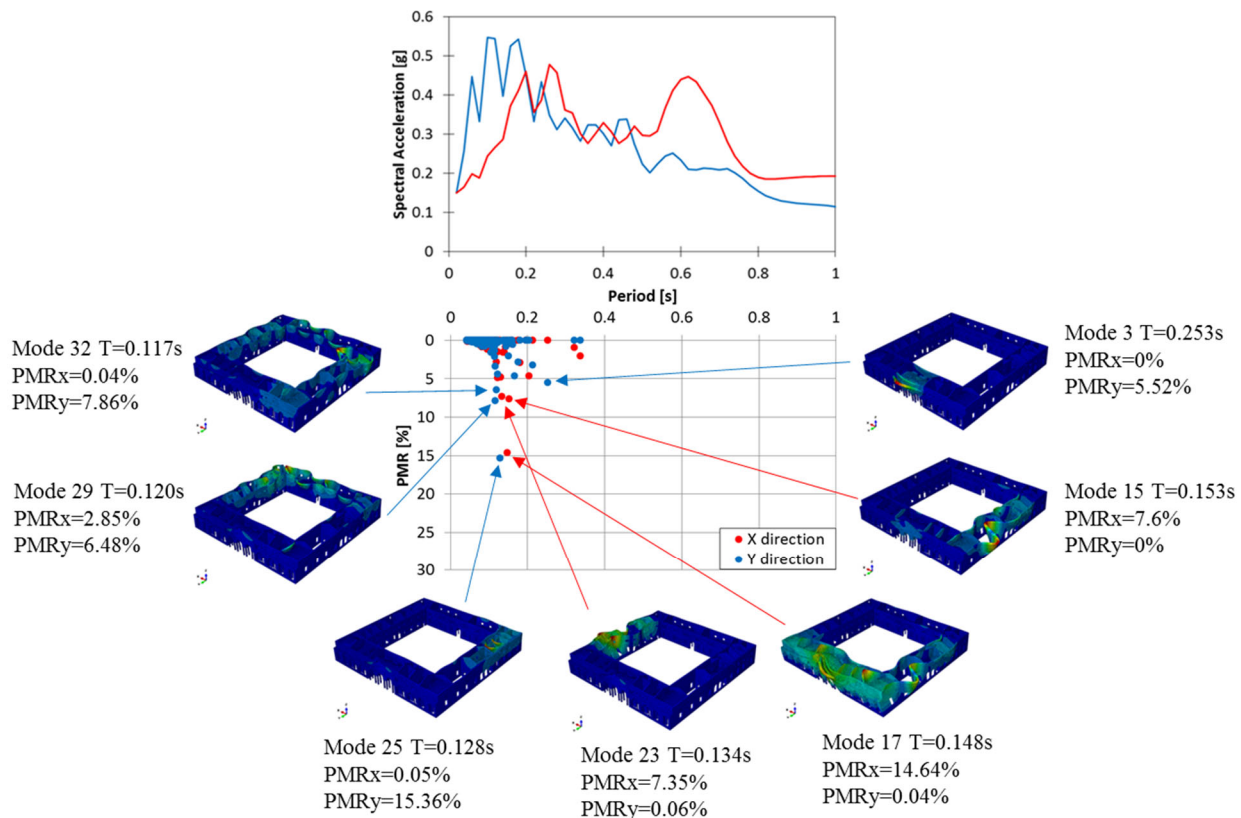 0.6
0.5
0.4
0.3
0.2
0.1
0
Spectral Acceleration [g]
0 0.2 0.4 0.6 0.8 1
Period [s]
0 0.2 0.4 0.6 0.8 1
0
5
10
15
20
25
30
PMR [%]
X direction
Y direction
Mode 32 T=0.117s
PMRx=0.04%
PMRy=7.86%
Mode 29 T=0.120s
PMRx=2.85%
PMRy=6.48%
Mode 3 T=0.253s
PMRx=0%
PMRy=5.52%
Mode 15 T=0.153s
PMRx=7.6%
PMRy=0%
Mode 25 T=0.128s
PMRx=0.05%
PMRy=15.36%
Mode 23 T=0.134s
PMRx=7.35%
PMRy=0.06%
Mode 17 T=0.148s
PMRx=14.64%
PMRy=0.04%